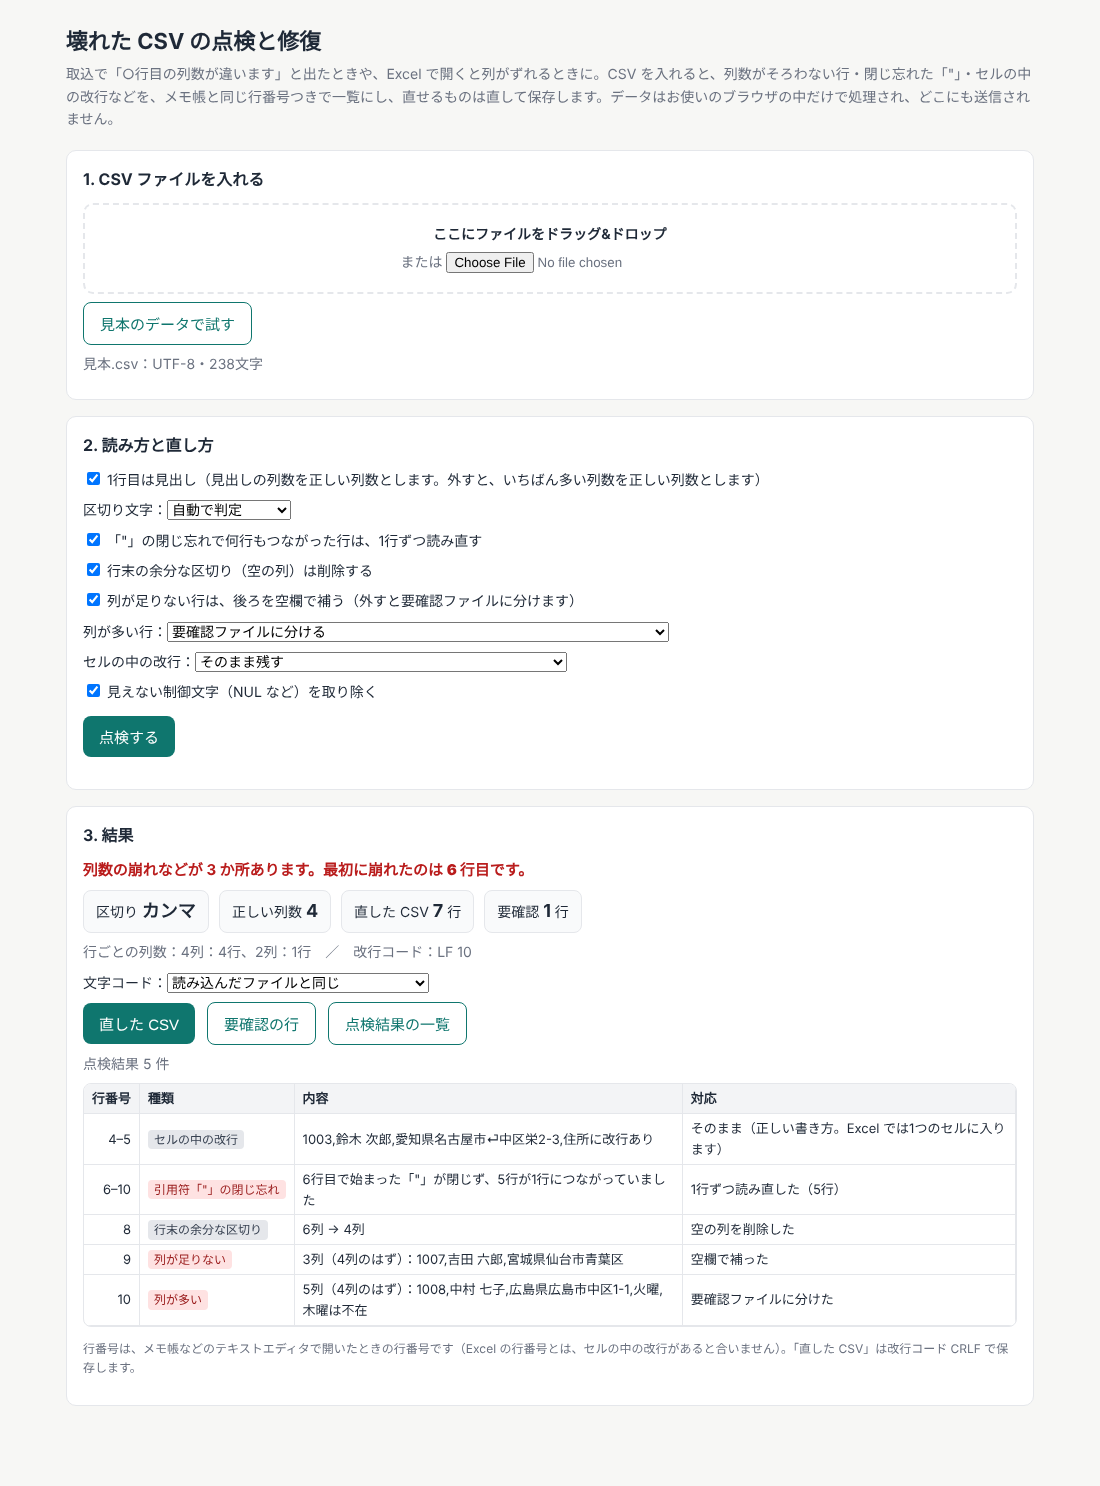 壊れた CSV の点検と修復
取込で「○行目の列数が違います」と出たときや、Excel で開くと列がずれるときに。CSV を入れると、列数がそろわない行・閉じ忘れた「"」・セルの中
の改行などを、メモ帳と同じ行番号つきで一覧にし、直せるものは直して保存します。データはお使いのブラウザの中だけで処理され、どこにも送信され
ません。
1. CSV ファイルを入れる
ここにファイルをドラッグ&ドロップ
または Choose File No file chosen
見本のデータで試す
見本.csv：UTF-8・238文字
2. 読み方と直し方
1行目は見出し（見出しの列数を正しい列数とします。外すと、いちばん多い列数を正しい列数とします）
区切り文字：自動で判定
「"」の閉じ忘れで何行もつながった行は、1行ずつ読み直す
行末の余分な区切り（空の列）は削除する
列が足りない行は、後ろを空欄で補う（外すと要確認ファイルに分けます）
列が多い行：要確認ファイルに分ける
セルの中の改行：そのまま残す
見えない制御文字（NUL など）を取り除く
点検する
3. 結果
列数の崩れなどが 3 か所あります。最初に崩れたのは 6 行目です。
区切り カンマ 正しい列数 4 直した CSV 7 行 要確認 1 行
行ごとの列数：4列：4行、2列：1行 ／ 改行コード：LF 10
文字コード：読み込んだファイルと同じ
直した CSV 要確認の行 点検結果の一覧
点検結果 5 件
行番号 種類 内容 対応
4–5 セルの中の改行 1003,鈴木 次郎,愛知県名古屋市⏎中区栄2-3,住所に改行あり そのまま（正しい書き方。Excel では1つのセルに入り
ます）
6–10 引用符「"」の閉じ忘れ 6行目で始まった「"」が閉じず、5行が1行につながっていまし
た 1行ずつ読み直した（5行）
8 行末の余分な区切り 6列 → 4列 空の列を削除した
9 列が足りない 3列（4列のはず）：1007,吉田 六郎,宮城県仙台市青葉区 空欄で補った
10 列が多い 5列（4列のはず）：1008,中村 七子,広島県広島市中区1-1,火曜,
木曜は不在 要確認ファイルに分けた
行番号は、メモ帳などのテキストエディタで開いたときの行番号です（Excel の行番号とは、セルの中の改行があると合いません）。「直した CSV」は改行コード CRLF で保
存します。